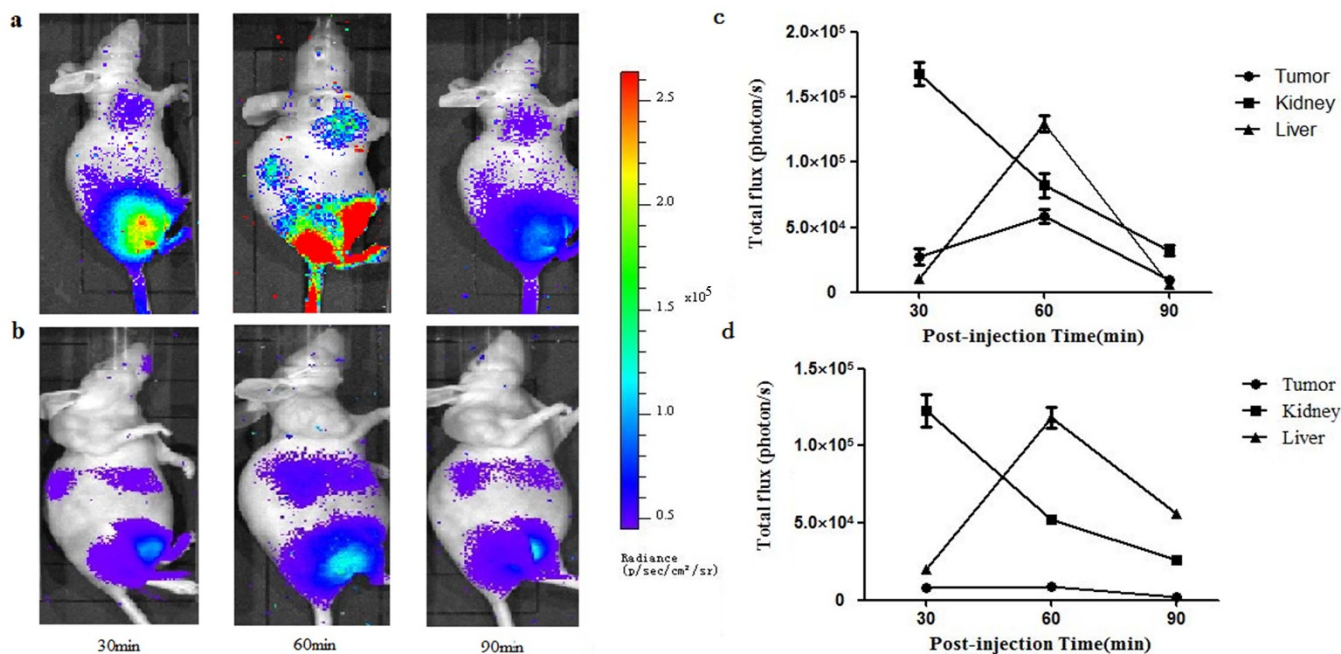 a
b
30min
60min
90min
2.5
2.0
1.5
x10⁵
1.0
0.5
Radiance
(p/sec/cm²/sr)
c
Total flux (photon/s)
2.0×10⁵
1.5×10⁵
1.0×10⁵
5.0×10⁴
0
30
60
90
Post-injection Time(min)
Tumor
Kidney
Liver
d
Total flux (photon/s)
1.5×10⁵
1.0×10⁵
5.0×10⁴
0
30
60
90
Post-injection Time(min)
Tumor
Kidney
Liver